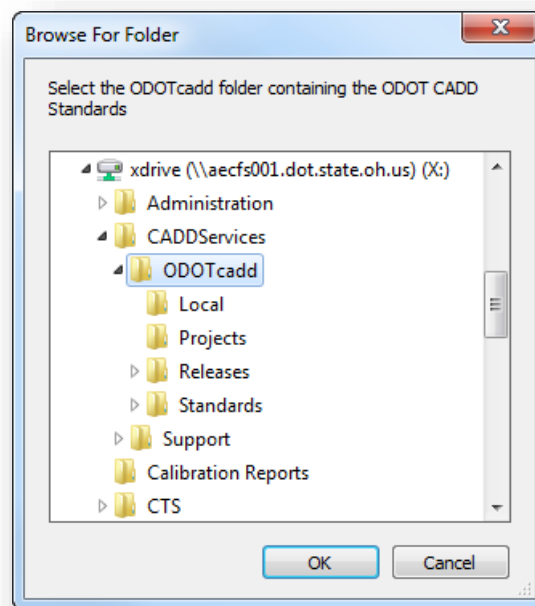 Browse For Folder
Select the ODOTcadd folder containing the ODOT CADD
Standards
xdrive (\\aecfs001.dot.state.oh.us) (X:)
Administration
CADDServices
ODOTcadd
Local
Projects
Releases
Standards
Support
Calibration Reports
CTS
OK Cancel